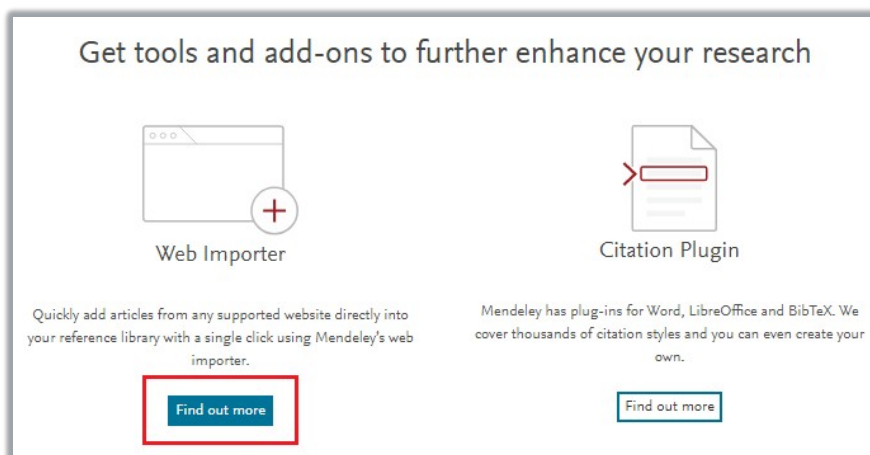 Get tools and add-ons to further enhance your research
Web Importer
Quickly add articles from any supported website directly into
your reference library with a single click using Mendeley's web
importer.
Find out more
Citation Plugin
Mendeley has plug-ins for Word, LibreOffice and BibTeX. We
cover thousands of citation styles and you can even create your
own.
Find out more